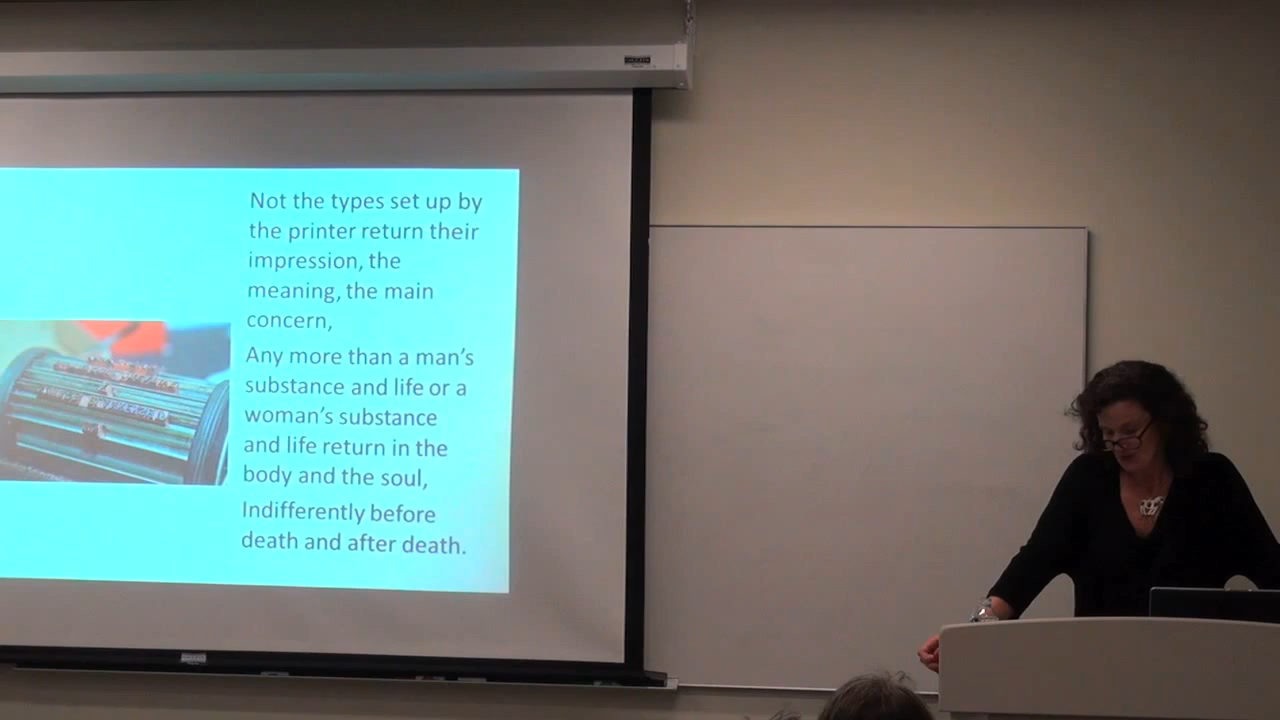 Not the types set up by
the printer return their
impression, the
meaning, the main
concern,
Any more than a man's
substance and life or a
woman's substance
and life return in the
body and the soul,
Indifferently before
death and after death.